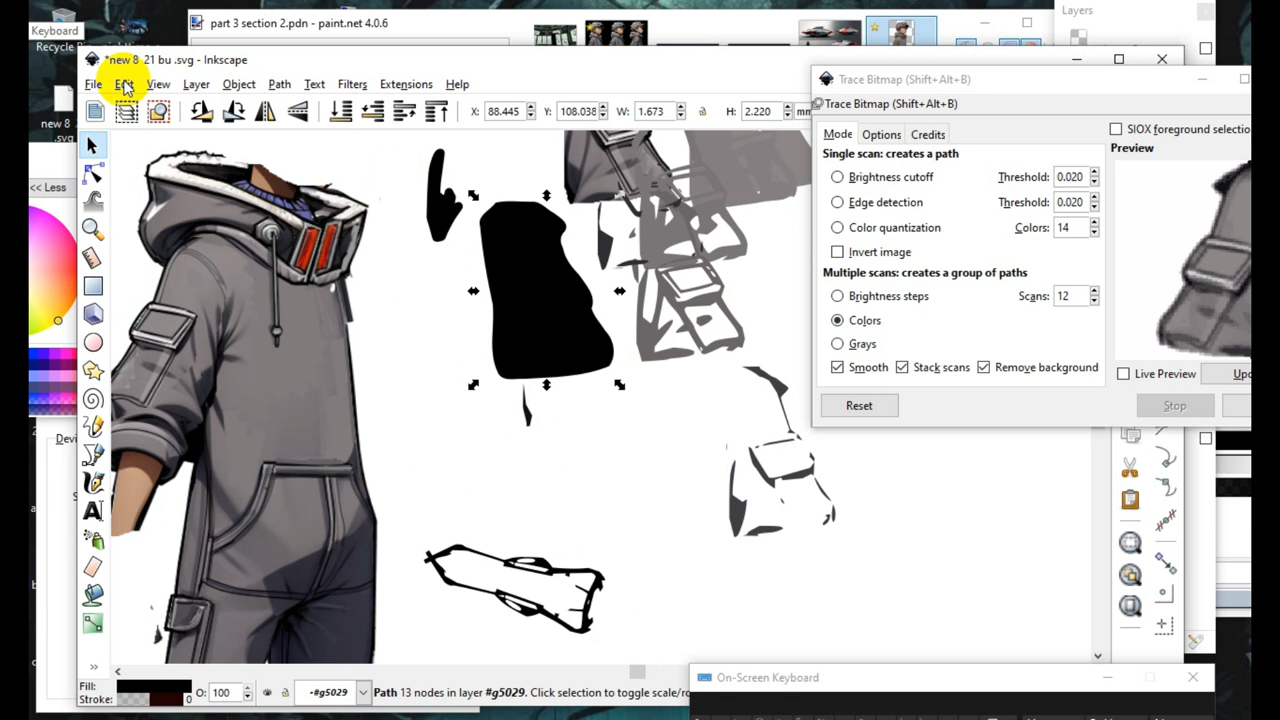 Keyboard
Recycle
part 3 section 2.pdn - paint.net 4.0.6
Layers
*new 8 21 bu .svg - Inkscape
File Edit View Layer Object Path Text Filters Extensions Help
X: 88.445 Y: 108.038 W: 1.673 H: 2.220 mm
new 8
.svg
<< Less
Trace Bitmap (Shift+Alt+B)
Trace Bitmap (Shift+Alt+B)
Mode Options Credits
SIOX foreground selectio
Preview
Single scan: creates a path
Brightness cutoff Threshold: 0.020
Edge detection Threshold: 0.020
Color quantization Colors: 14
Invert image
Multiple scans: creates a group of paths
Brightness steps Scans: 12
Colors
Grays
Smooth Stack scans Remove background
Live Preview Up
Reset Stop
Devi
Fill:
Stroke: 0
O: 100
•#g5029
Path 13 nodes in layer #g5029. Click selection to toggle scale/ro
On-Screen Keyboard